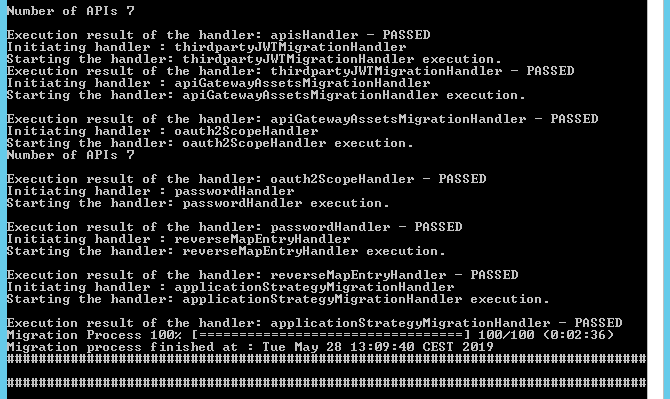 Number of APIs 7
Execution result of the handler: apisHandler - PASSED
Initiating handler : thirdpartyJWTMigrationHandler
Starting the handler: thirdpartyJWTMigrationHandler execution.
Execution result of the handler: thirdpartyJWTMigrationHandler - PASSED
Initiating handler : apiGatewayAssetsMigrationHandler
Starting the handler: apiGatewayAssetsMigrationHandler execution.
Execution result of the handler: apiGatewayAssetsMigrationHandler - PASSED
Initiating handler : oauth2ScopeHandler
Starting the handler: oauth2ScopeHandler execution.
Number of APIs 7
Execution result of the handler: oauth2ScopeHandler - PASSED
Initiating handler : passwordHandler
Starting the handler: passwordHandler execution.
Execution result of the handler: passwordHandler - PASSED
Initiating handler : reverseMapEntryHandler
Starting the handler: reverseMapEntryHandler execution.
Execution result of the handler: reverseMapEntryHandler - PASSED
Initiating handler : applicationStrategyMigrationHandler
Starting the handler: applicationStrategyMigrationHandler execution.
Execution result of the handler: applicationStrategyMigrationHandler - PASSED
Migration Process 100% [=================================] 100/100 (0:02:36)
Migration process finished at : Tue May 28 13:09:40 CEST 2019
################################################################################
################################################################################